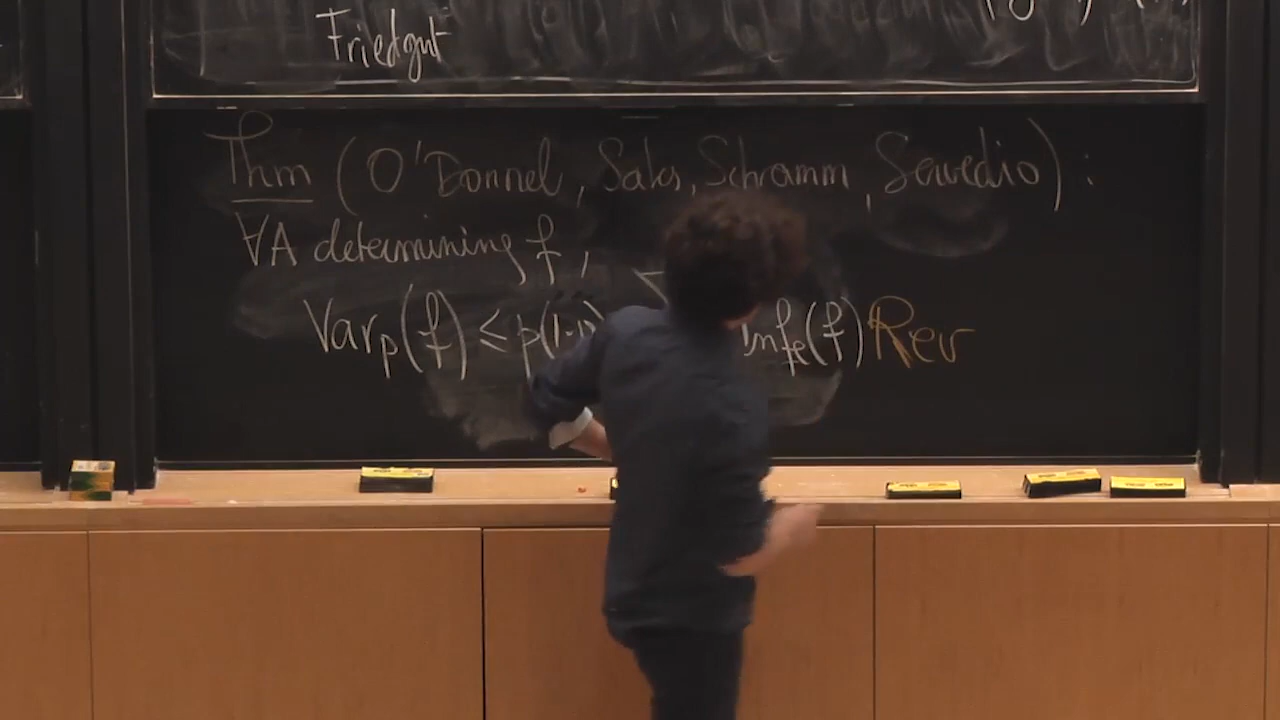 Friedgut
Thm (O'Donnel, Saks, Schramm, Servedio):
∀A determining f,
Var_p(f) ≤ p(1-p) Inf_e(f) Rev